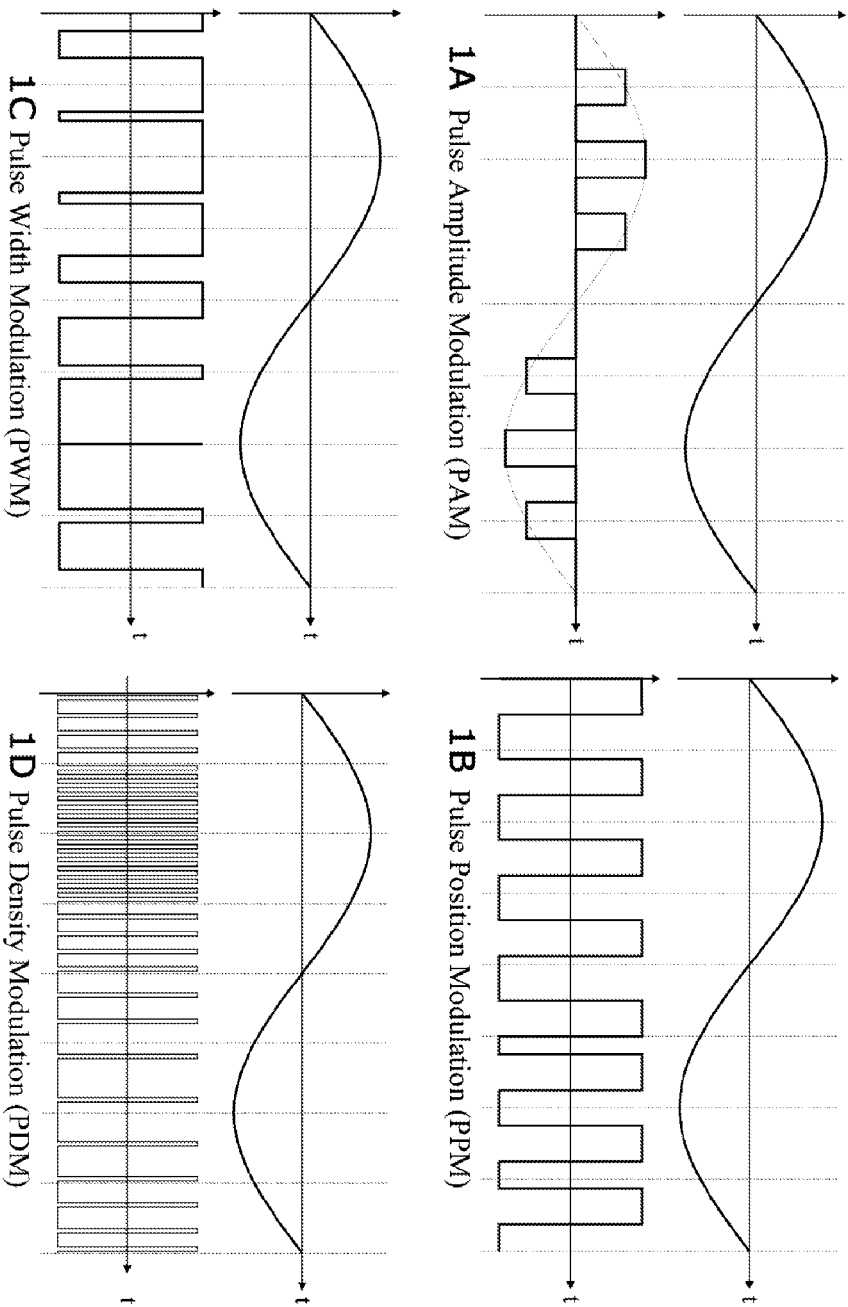 t
t
1A Pulse Amplitude Modulation (PAM)
t
t
1B Pulse Position Modulation (PPM)
t
t
1C Pulse Width Modulation (PWM)
t
t
1D Pulse Density Modulation (PDM)